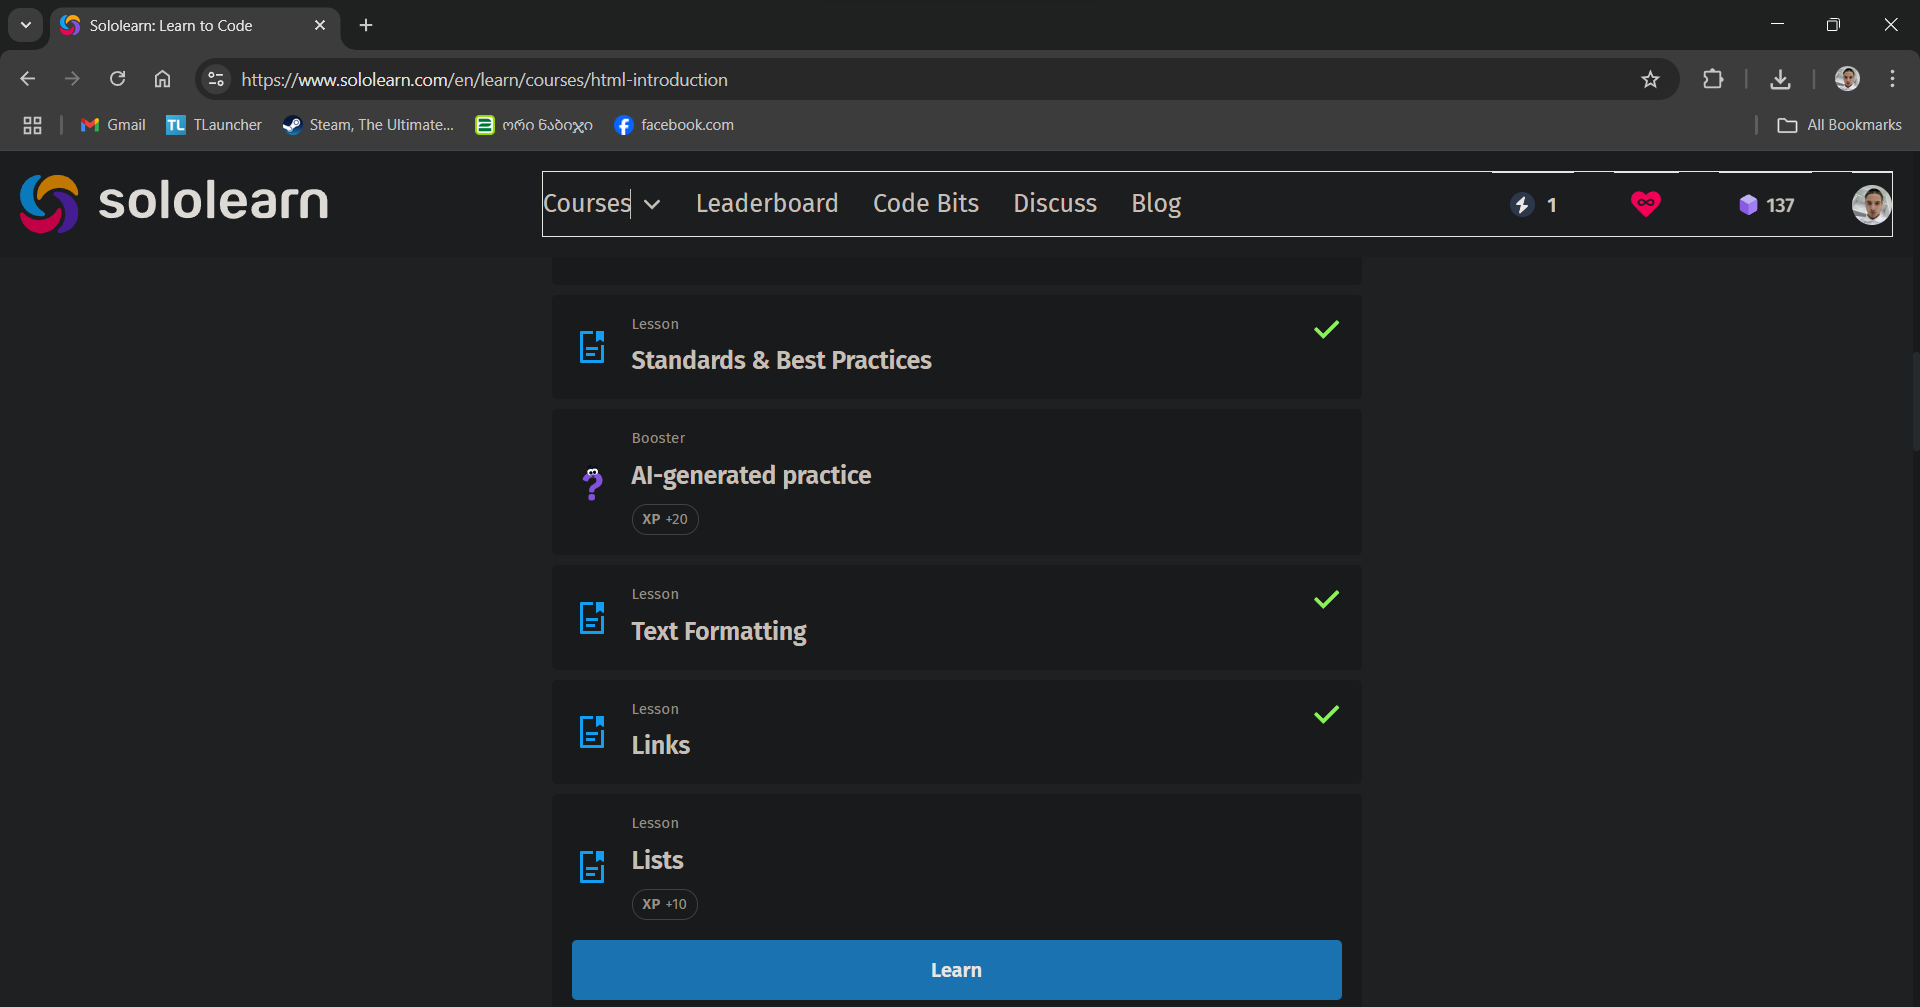 Sololearn: Learn to Code
https://www.sololearn.com/en/learn/courses/html-introduction
Gmail
TL TLauncher
Steam, The Ultimate...
ორი ნაბიჯი
facebook.com
All Bookmarks
sololearn
Courses
Leaderboard
Code Bits
Discuss
Blog
1
137
Lesson
Standards & Best Practices
Booster
AI-generated practice
XP +20
Lesson
Text Formatting
Lesson
Links
Lesson
Lists
XP +10
Learn